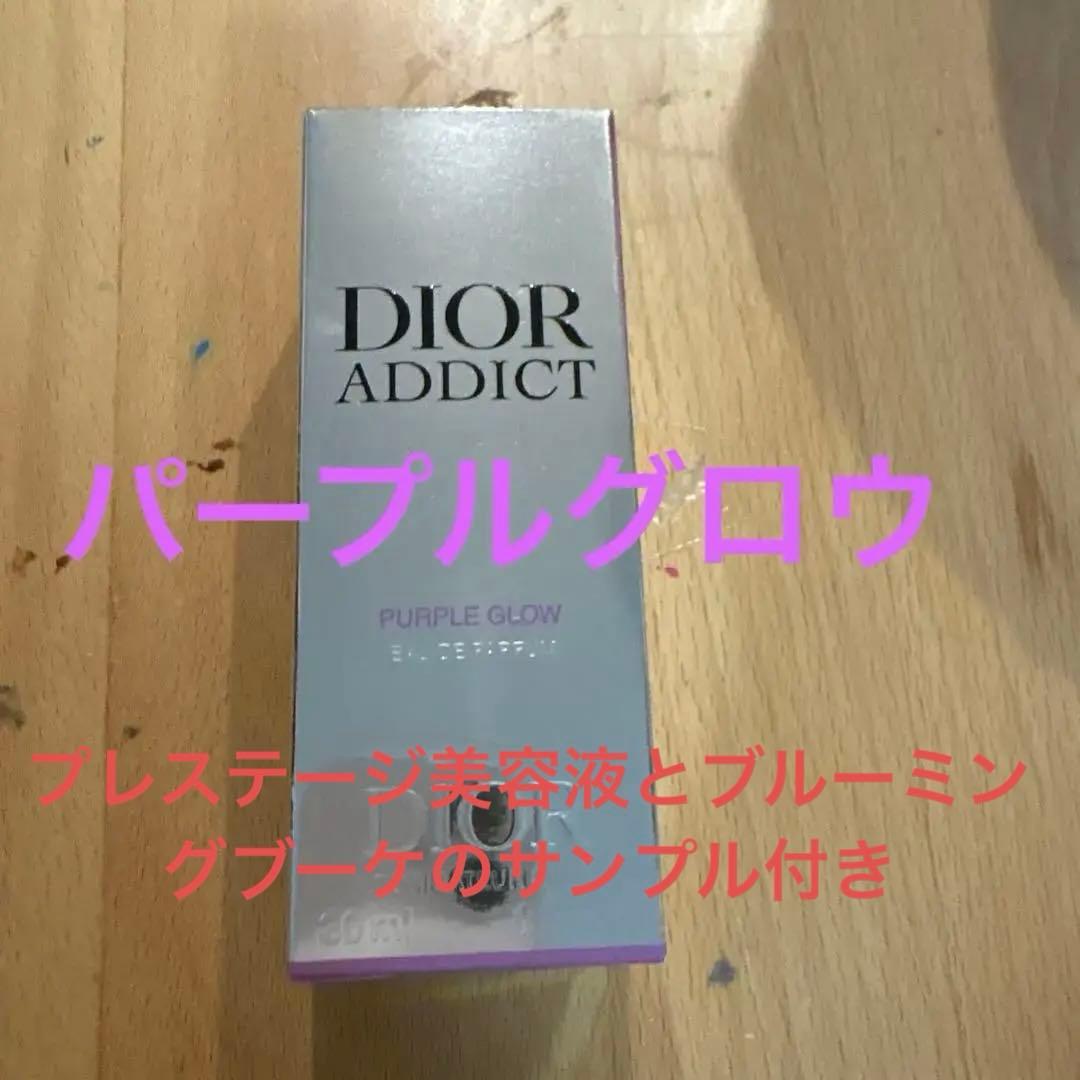 DIOR
ADDICT
パープルグロウ
PURPLE GLOW
EAU DE PARFUM
プレステージ美容液とブルーミン
グブーケのサンプル付き
DIOR